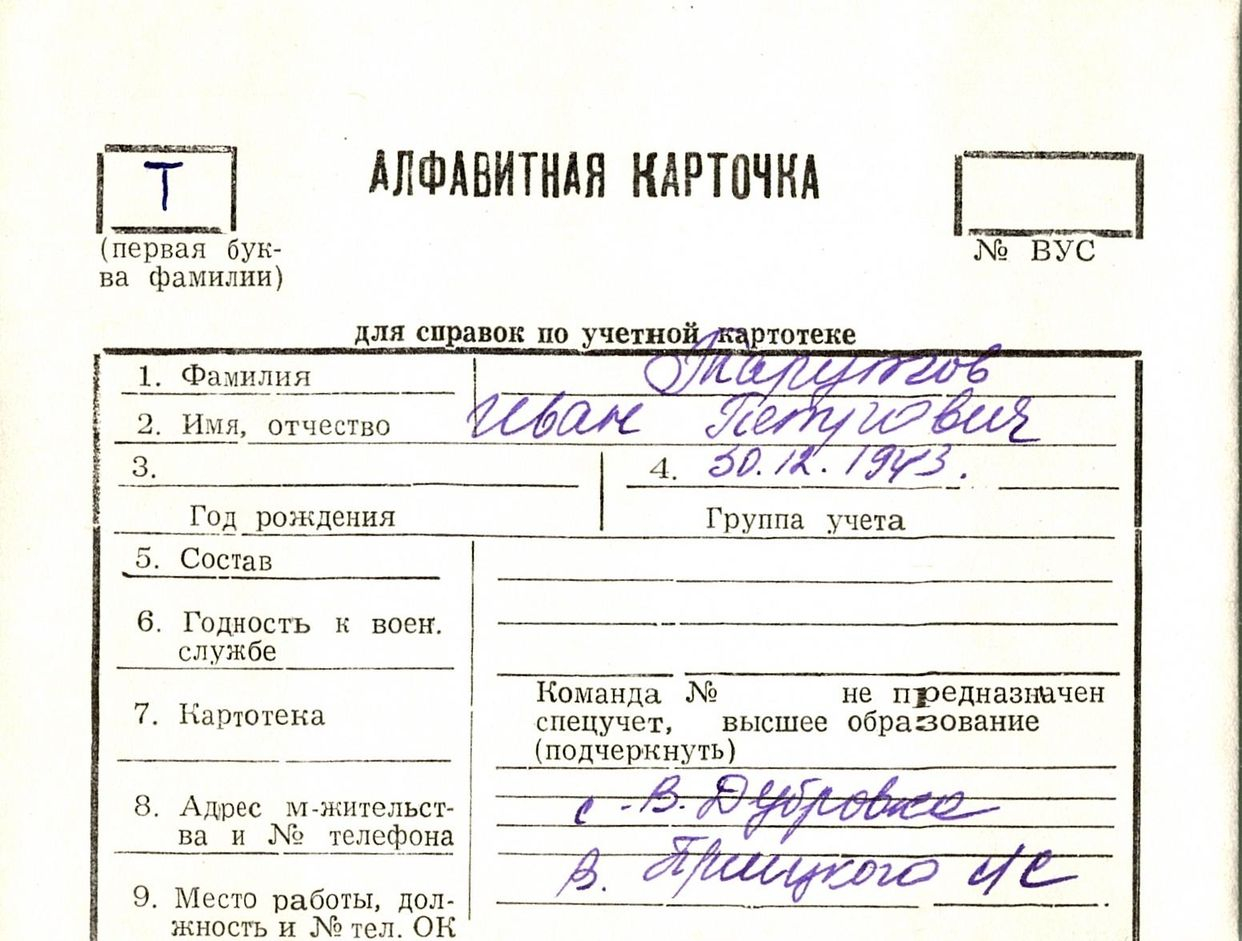 Т
АЛФАВИТНАЯ КАРТОЧКА
(первая бук-
ва фамилии)
№ ВУС
для справок по учетной картотеке
1. Фамилия Тарутов
2. Имя, отчество Иван Петрович
3. 4. 30.12.1943.
Год рождения Группа учета
5. Состав
6. Годность к воен.
службе
7. Картотека
Команда № не предназначен
спецучет, высшее образование
(подчеркнуть)
8. Адрес м-жительст-
ва и № телефона
с. В. Дубровка
В. с/с
9. Место работы, дол-
жность и № тел. ОК